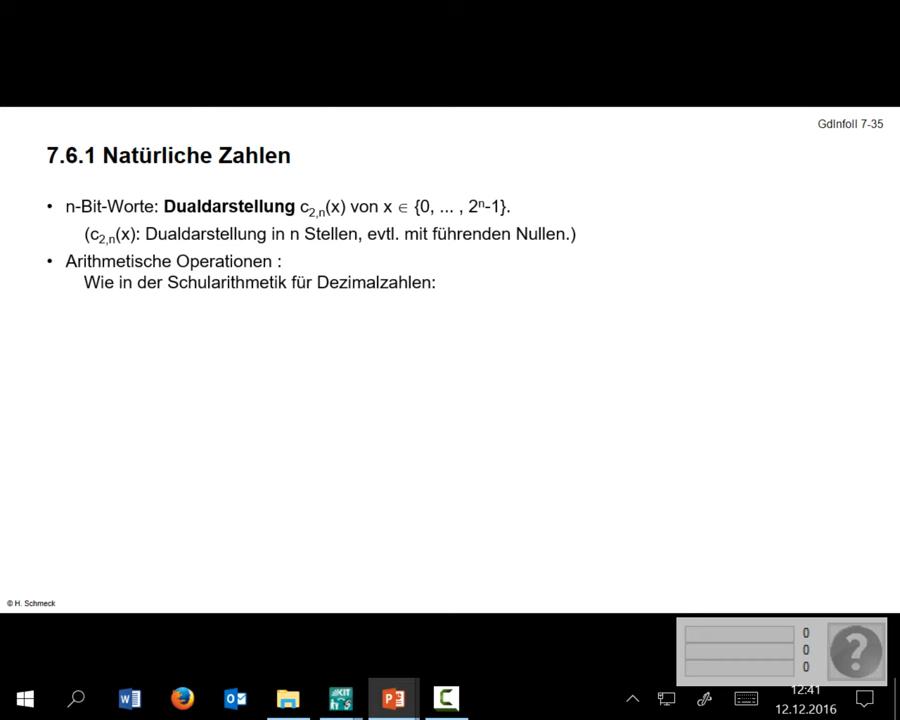 GdInfoII 7-35
7.6.1 Natürliche Zahlen
• n-Bit-Worte: Dualdarstellung c2,n(x) von x ∈ {0, ... , 2ⁿ-1}.
(c2,n(x): Dualdarstellung in n Stellen, evtl. mit führenden Nullen.)
• Arithmetische Operationen :
Wie in der Schularithmetik für Dezimalzahlen:
© H. Schmeck
0
0
0
?
12:41
12.12.2016